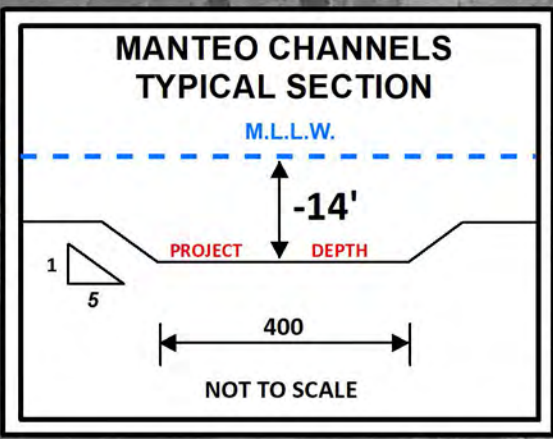 MANTEO CHANNELS
TYPICAL SECTION
M.L.L.W.
-14'
PROJECT DEPTH
1
5
400
NOT TO SCALE